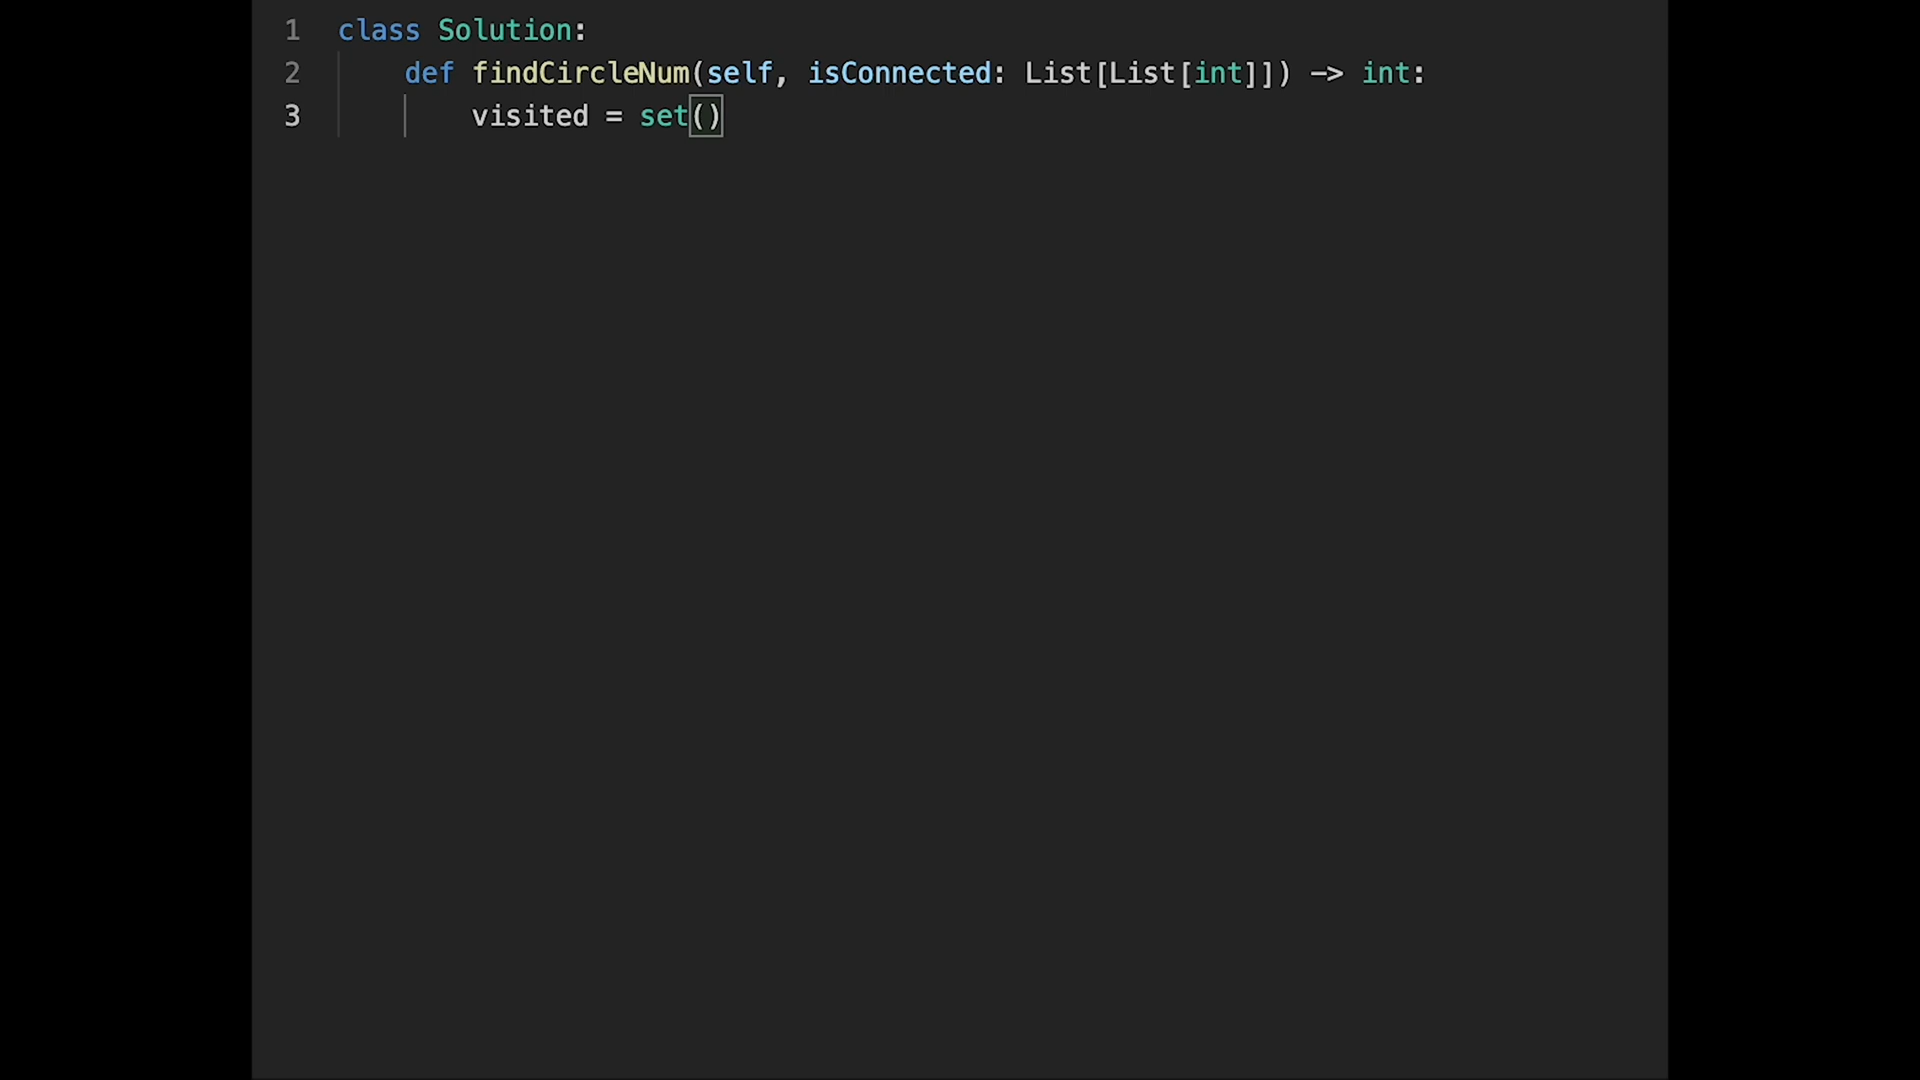 1 class Solution:
2 def findCircleNum(self, isConnected: List[List[int]]) -> int:
3 visited = set()